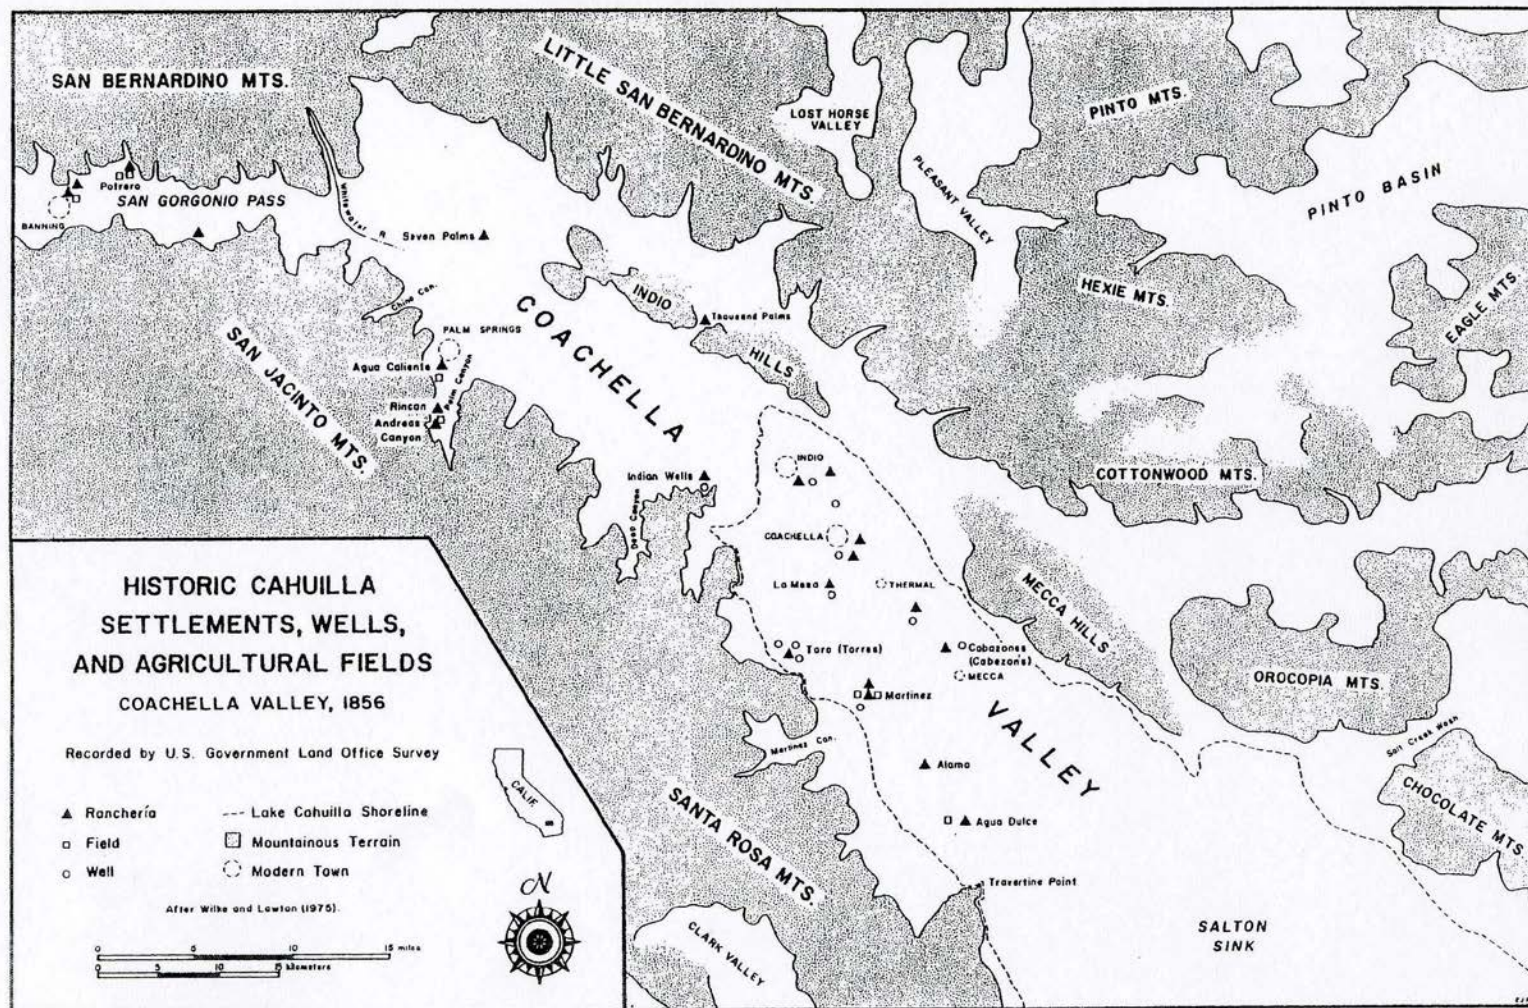 SAN BERNARDINO MTS.
LITTLE SAN BERNARDINO MTS.
LOST HORSE
VALLEY
PINTO MTS.
PLEASANT VALLEY
PINTO BASIN
Potrero
SAN GORGONIO PASS
BANNING
Whitewater R.
Seven Palms
Chino Can.
INDIO
HILLS
Thousand Palms
HEXIE MTS.
EAGLE MTS.
COACHELLA
VALLEY
PALM SPRINGS
Agua Caliente
Palm Canyon
Rincon
Andreas
Canyon
SAN JACINTO MTS.
Indian Wells
Deep Canyon
INDIO
COTTONWOOD MTS.
COACHELLA
La Mesa
THERMAL
MECCA HILLS
Toro (Torres)
Cabazones
(Cabezon's)
MECCA
OROCOPIA MTS.
Martinez
Martinez Can.
Salt Creek Wash
Alamo
CHOCOLATE MTS.
SANTA ROSA MTS.
Agua Dulce
Travertine Point
CLARK VALLEY
SALTON
SINK
HISTORIC CAHUILLA
SETTLEMENTS, WELLS,
AND AGRICULTURAL FIELDS
COACHELLA VALLEY, 1856
Recorded by U.S. Government Land Office Survey
CALIF.
Ranchería
Lake Cahuilla Shoreline
Field
Mountainous Terrain
Well
Modern Town
After Wilke and Lawton (1975).
N
0 5 10 15 miles
0 5 10 15 kilometers